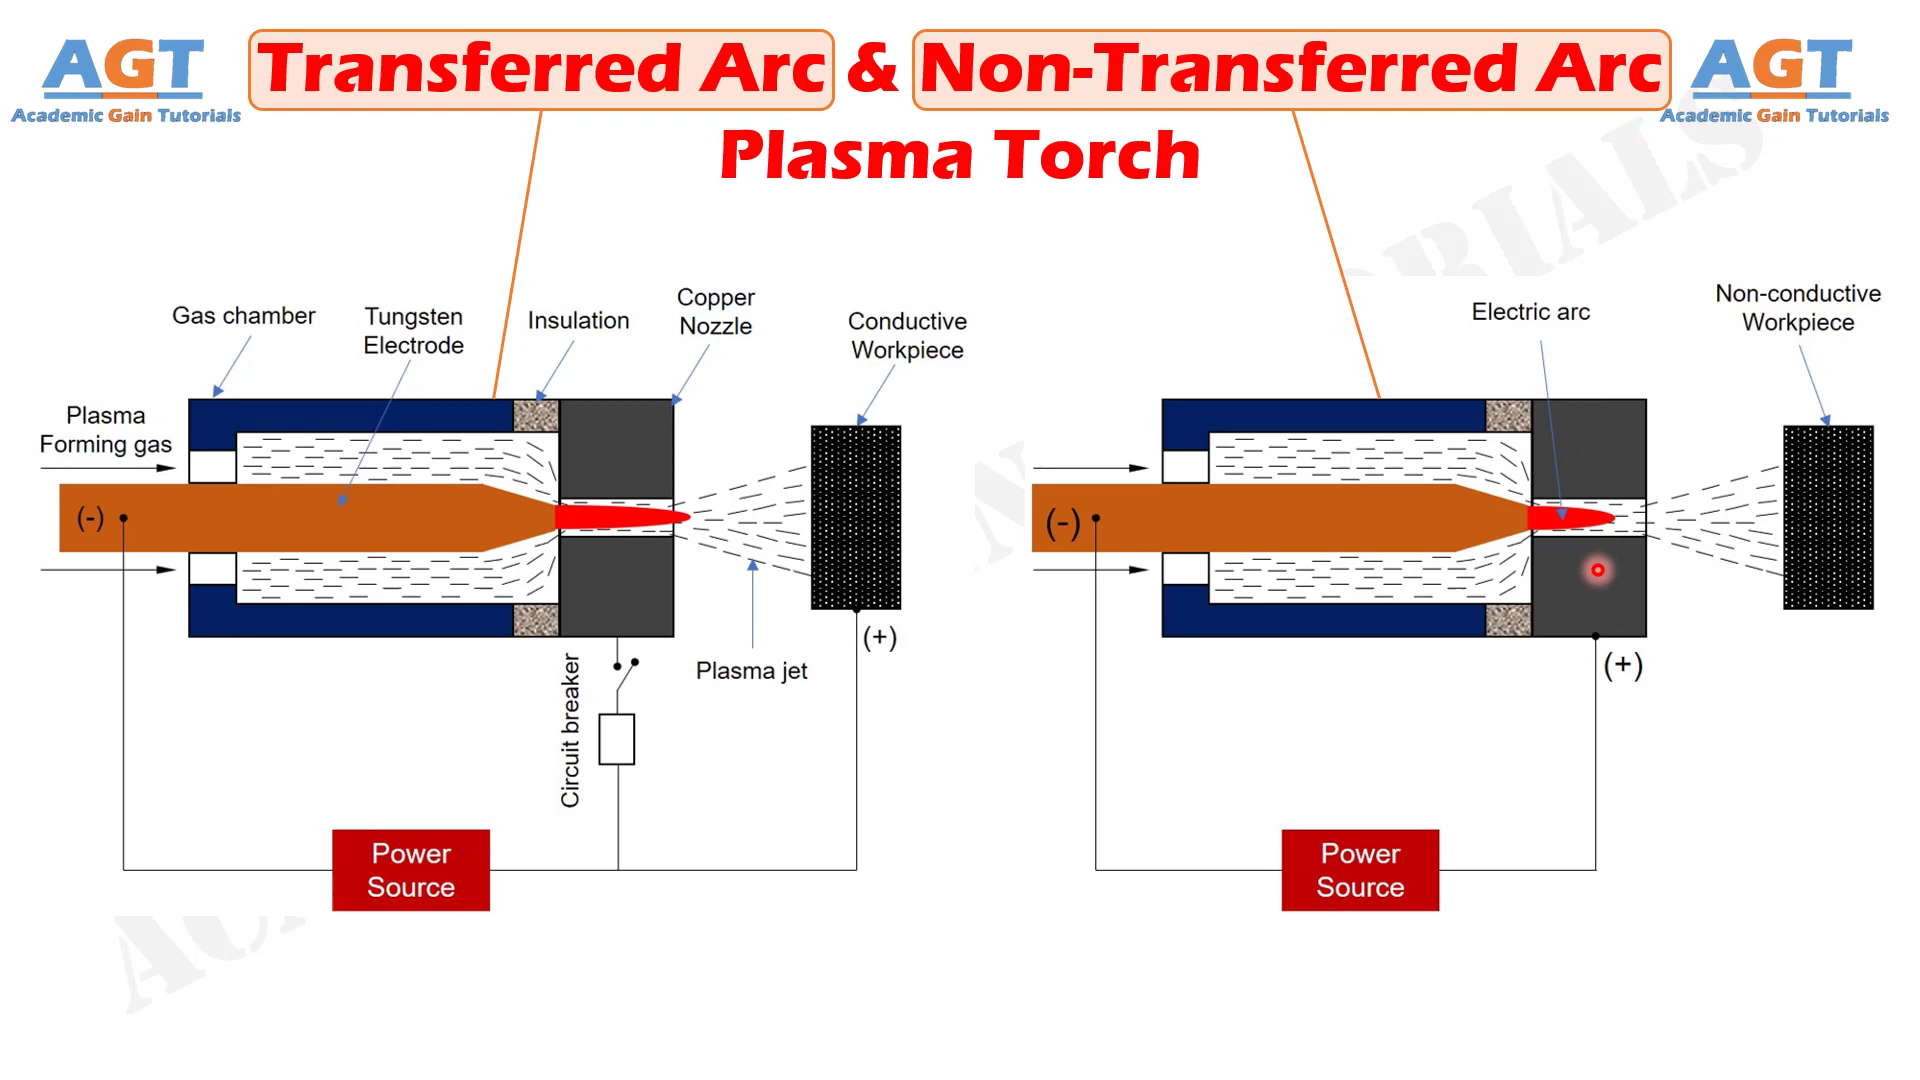 AGT
Academic Gain Tutorials
Transferred Arc & Non-Transferred Arc
Plasma Torch
AGT
Academic Gain Tutorials
Gas chamber
Tungsten
Electrode
Insulation
Copper
Nozzle
Conductive
Workpiece
Plasma
Forming gas
(-)
(+)
Plasma jet
Circuit breaker
Power
Source
Electric arc
Non-conductive
Workpiece
(-)
(+)
Power
Source